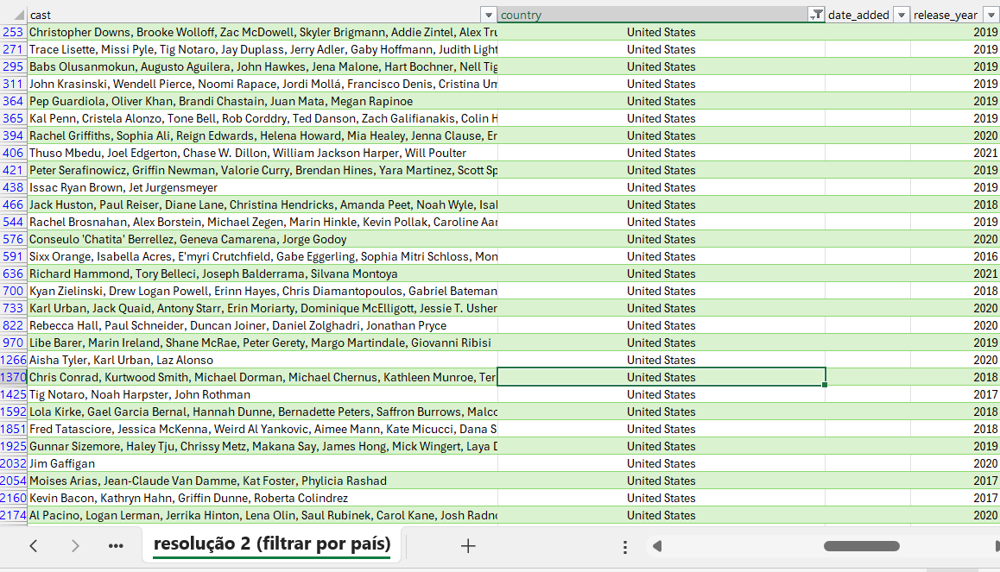 cast country date_added release_year
253 Christopher Downs, Brooke Wolloff, Zac McDowell, Skyler Brigmann, Addie Zintel, Alex Tru United States 2019
271 Trace Lisette, Missi Pyle, Tig Notaro, Jay Duplass, Jerry Adler, Gaby Hoffmann, Judith Light United States 2019
295 Babs Olusanmokun, Augusto Aguilera, John Hawkes, Jena Malone, Hart Bochner, Nell Tig United States 2019
311 John Krasinski, Wendell Pierce, Noomi Rapace, Jordi Mollá, Francisco Denis, Cristina Um United States 2019
364 Pep Guardiola, Oliver Khan, Brandi Chastain, Juan Mata, Megan Rapinoe United States 2019
365 Kal Penn, Cristela Alonzo, Tone Bell, Rob Corddry, Ted Danson, Zach Galifianakis, Colin H United States 2019
394 Rachel Griffiths, Sophia Ali, Reign Edwards, Helena Howard, Mia Healey, Jenna Clause, Er United States 2020
406 Thuso Mbedu, Joel Edgerton, Chase W. Dillon, William Jackson Harper, Will Poulter United States 2021
421 Peter Serafinowicz, Griffin Newman, Valorie Curry, Brendan Hines, Yara Martinez, Scott Sp United States 2019
438 Issac Ryan Brown, Jet Jurgensmeyer United States 2019
466 Jack Huston, Paul Reiser, Diane Lane, Christina Hendricks, Amanda Peet, Noah Wyle, Isal United States 2018
544 Rachel Brosnahan, Alex Borstein, Michael Zegen, Marin Hinkle, Kevin Pollak, Caroline Aar United States 2019
576 Conseulo 'Chatita' Berrellez, Geneva Camarena, Jorge Godoy United States 2020
591 Sixx Orange, Isabella Acres, E'myri Crutchfield, Gabe Eggerling, Sophia Mitri Schloss, Mon United States 2016
636 Richard Hammond, Tory Belleci, Joseph Balderrama, Silvana Montoya United States 2021
700 Kyan Zielinski, Drew Logan Powell, Erinn Hayes, Chris Diamantopoulos, Gabriel Bateman United States 2018
733 Karl Urban, Jack Quaid, Antony Starr, Erin Moriarty, Dominique McElligott, Jessie T. Usher United States 2020
822 Rebecca Hall, Paul Schneider, Duncan Joiner, Daniel Zolghadri, Jonathan Pryce United States 2020
970 Libe Barer, Marin Ireland, Shane McRae, Peter Gerety, Margo Martindale, Giovanni Ribisi United States 2019
1266 Aisha Tyler, Karl Urban, Laz Alonso United States 2020
1370 Chris Conrad, Kurtwood Smith, Michael Dorman, Michael Chernus, Kathleen Munroe, Ter United States 2018
1425 Tig Notaro, Noah Harpster, John Rothman United States 2017
1592 Lola Kirke, Gael Garcia Bernal, Hannah Dunne, Bernadette Peters, Saffron Burrows, Malco United States 2018
1851 Fred Tatasciore, Jessica McKenna, Weird Al Yankovic, Aimee Mann, Kate Micucci, Dana S United States 2018
1925 Gunnar Sizemore, Haley Tju, Chrissy Metz, Makana Say, James Hong, Mick Wingert, Laya D United States 2019
2032 Jim Gaffigan United States 2020
2054 Moises Arias, Jean-Claude Van Damme, Kat Foster, Phylicia Rashad United States 2017
2160 Kevin Bacon, Kathryn Hahn, Griffin Dunne, Roberta Colindrez United States 2017
2174 Al Pacino, Logan Lerman, Jerrika Hinton, Lena Olin, Saul Rubinek, Carol Kane, Josh Radno United States 2020
resolução 2 (filtrar por país)